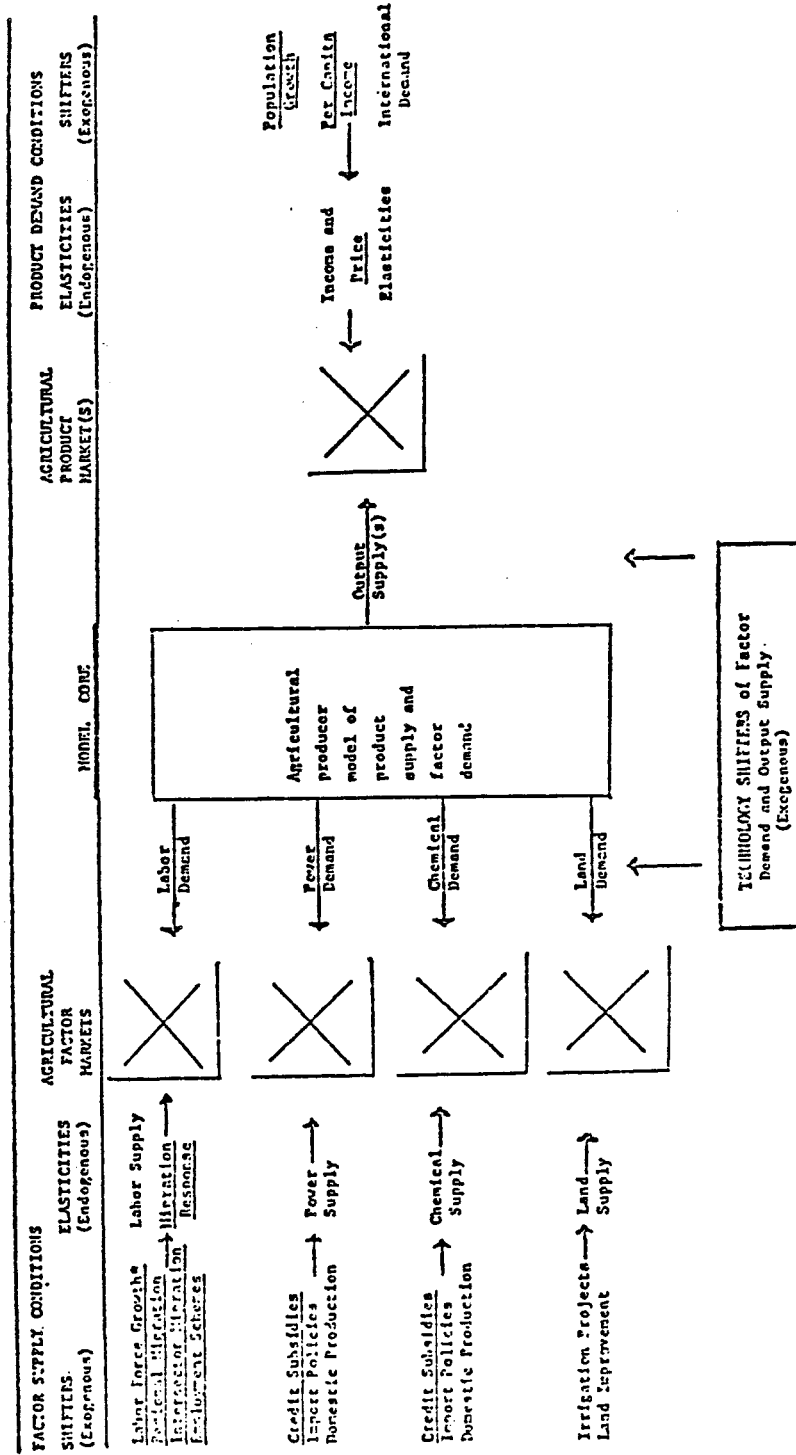 FACTOR SUPPLY CONDITIONS
SHIFTERS
(Exogenous)
ELASTICITIES
(Endogenous)
AGRICULTURAL
FACTOR
MARKETS
MODEL CORE
AGRICULTURAL
PRODUCT
MARKET(S)
PRODUCT DEMAND CONDITIONS
ELASTICITIES
(Endogenous)
SHIFTERS
(Exogenous)
Labor Force Growth
Regional Migration
Intersector Migration
Employment Schemes
Labor Supply
Migration
Response
Labor
Demand
Credit Subsidies
Import Policies
Domestic Production
Power
Supply
Power
Demand
Credit Subsidies
Import Policies
Domestic Production
Chemical
Supply
Chemical
Demand
Irrigation Projects
Land Improvement
Land
Supply
Land
Demand
Agricultural
producer
model of
product
supply and
factor
demand
Output
Supply(s)
Income and
Price
Elasticities
Population
Growth
Per Capita
Income
International
Demand
TECHNOLOGY SHIFTERS of Factor
Demand and Output Supply
(Exogenous)